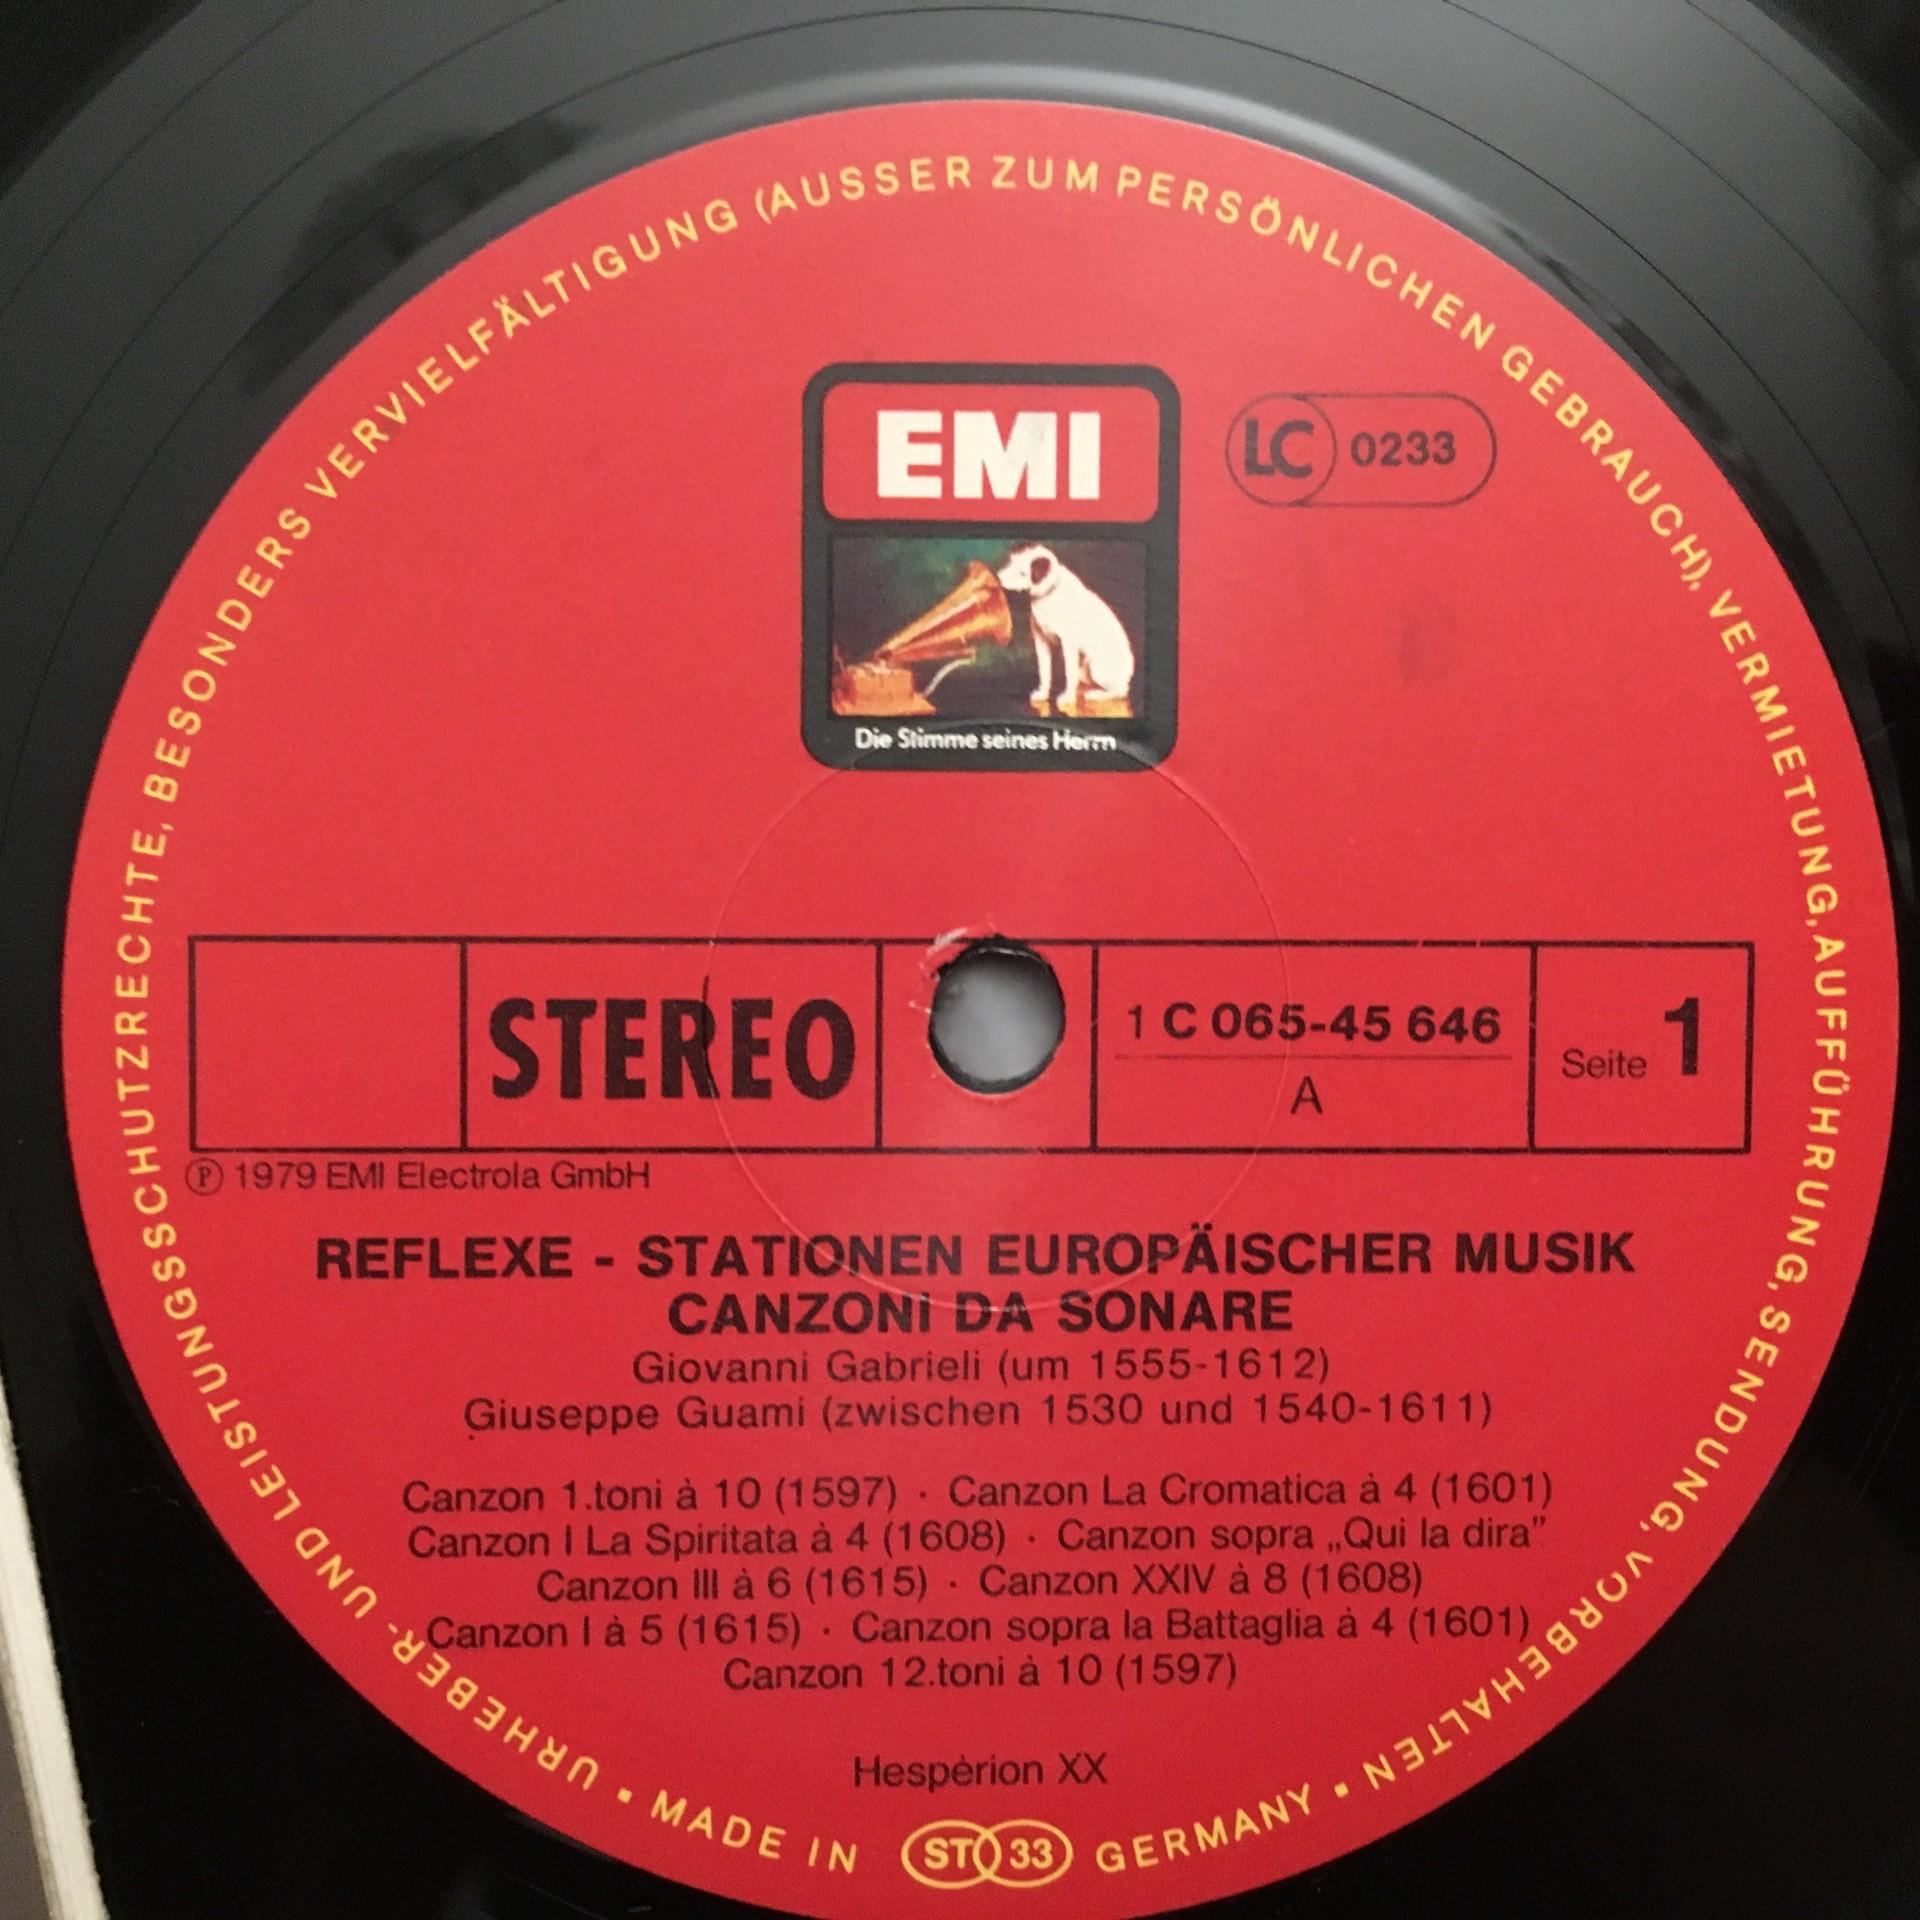 URHEBER- UND LEISTUNGSSCHUTZRECHTE, BESONDERS VERVIELFÄLTIGUNG (AUSSER ZUM PERSÖNLICHEN GEBRAUCH), VERMIETUNG, AUFFÜHRUNG, SENDUNG, VORBEHALTEN
EMI
LC 0233
Die Stimme seines Herrn
STEREO
1 C 065-45 646
A
Seite 1
℗ 1979 EMI Electrola GmbH
REFLEXE - STATIONEN EUROPÄISCHER MUSIK
CANZONI DA SONARE
Giovanni Gabrieli (um 1555-1612)
Giuseppe Guami (zwischen 1530 und 1540-1611)
Canzon 1.toni à 10 (1597) · Canzon La Cromatica à 4 (1601)
Canzon I La Spiritata à 4 (1608) · Canzon sopra „Qui la dira”
Canzon III à 6 (1615) · Canzon XXIV à 8 (1608)
Canzon I à 5 (1615) · Canzon sopra la Battaglia à 4 (1601)
Canzon 12.toni à 10 (1597)
Hespèrion XX
▪ MADE IN ST 33 GERMANY ▪